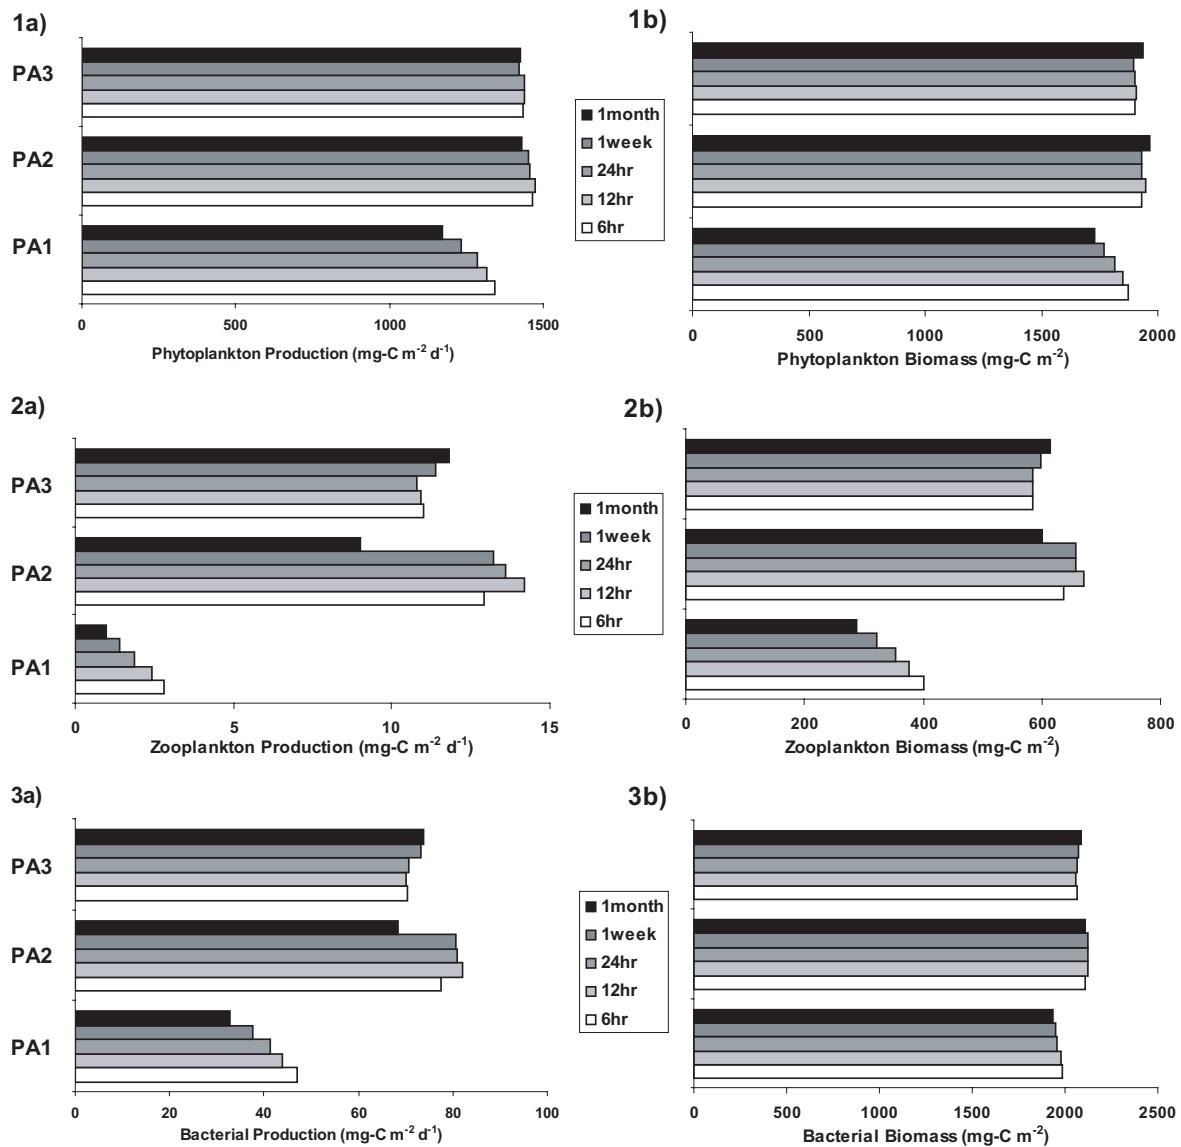 1a)
PA3
PA2
PA1
0 500 1000 1500
Phytoplankton Production (mg-C m⁻² d⁻¹)
1month
1week
24hr
12hr
6hr
1b)
0 500 1000 1500 2000
Phytoplankton Biomass (mg-C m⁻²)
2a)
PA3
PA2
PA1
0 5 10 15
Zooplankton Production (mg-C m⁻² d⁻¹)
1month
1week
24hr
12hr
6hr
2b)
0 200 400 600 800
Zooplankton Biomass (mg-C m⁻²)
3a)
PA3
PA2
PA1
0 20 40 60 80 100
Bacterial Production (mg-C m⁻² d⁻¹)
1month
1week
24hr
12hr
6hr
3b)
0 500 1000 1500 2000 2500
Bacterial Biomass (mg-C m⁻²)